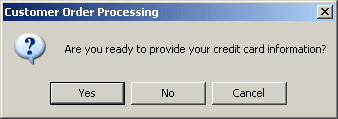 Customer Order Processing
Are you ready to provide your credit card information?
Yes No Cancel